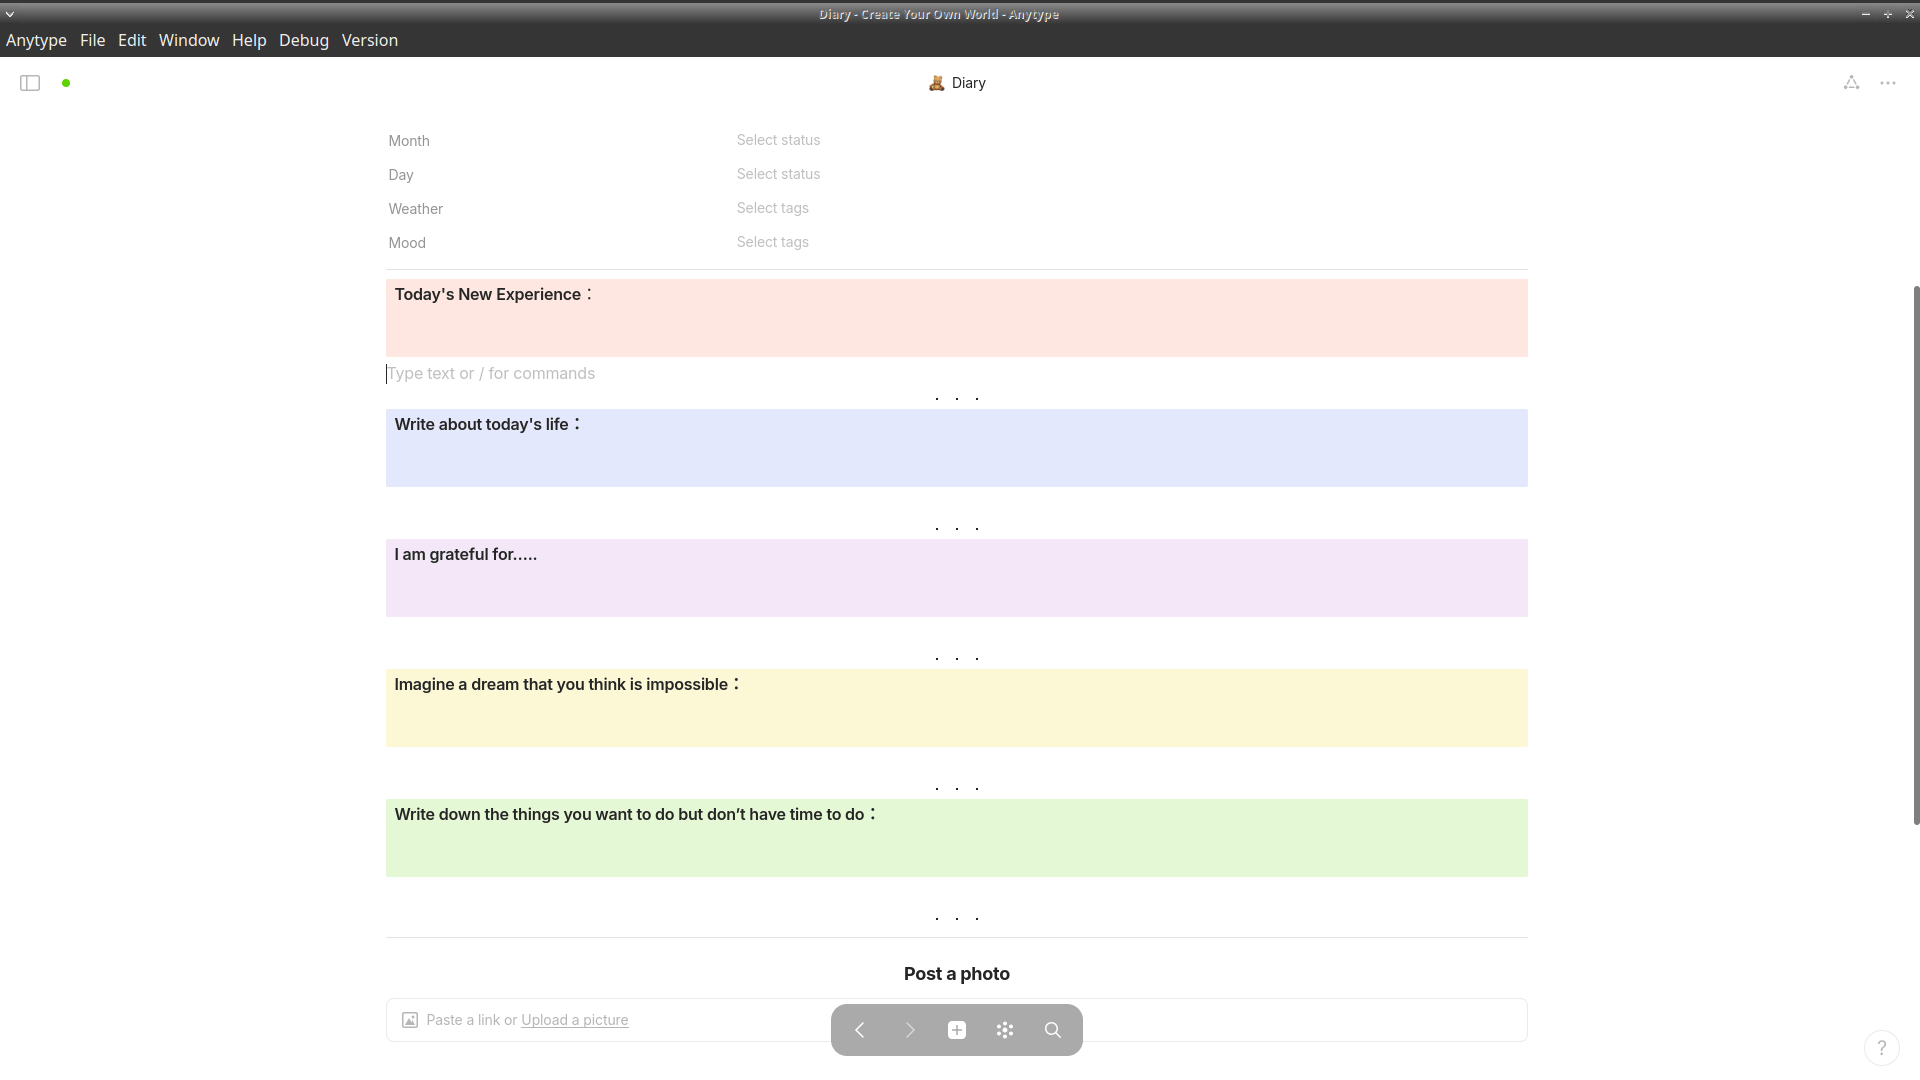 Diary - Create Your Own World - Anytype
Anytype File Edit Window Help Debug Version
Diary
Month Select status
Day Select status
Weather Select tags
Mood Select tags
Today's New Experience：
Type text or / for commands
. . .
Write about today's life：
. . .
I am grateful for.....
. . .
Imagine a dream that you think is impossible：
. . .
Write down the things you want to do but don’t have time to do：
. . .
Post a photo
Paste a link or Upload a picture
?